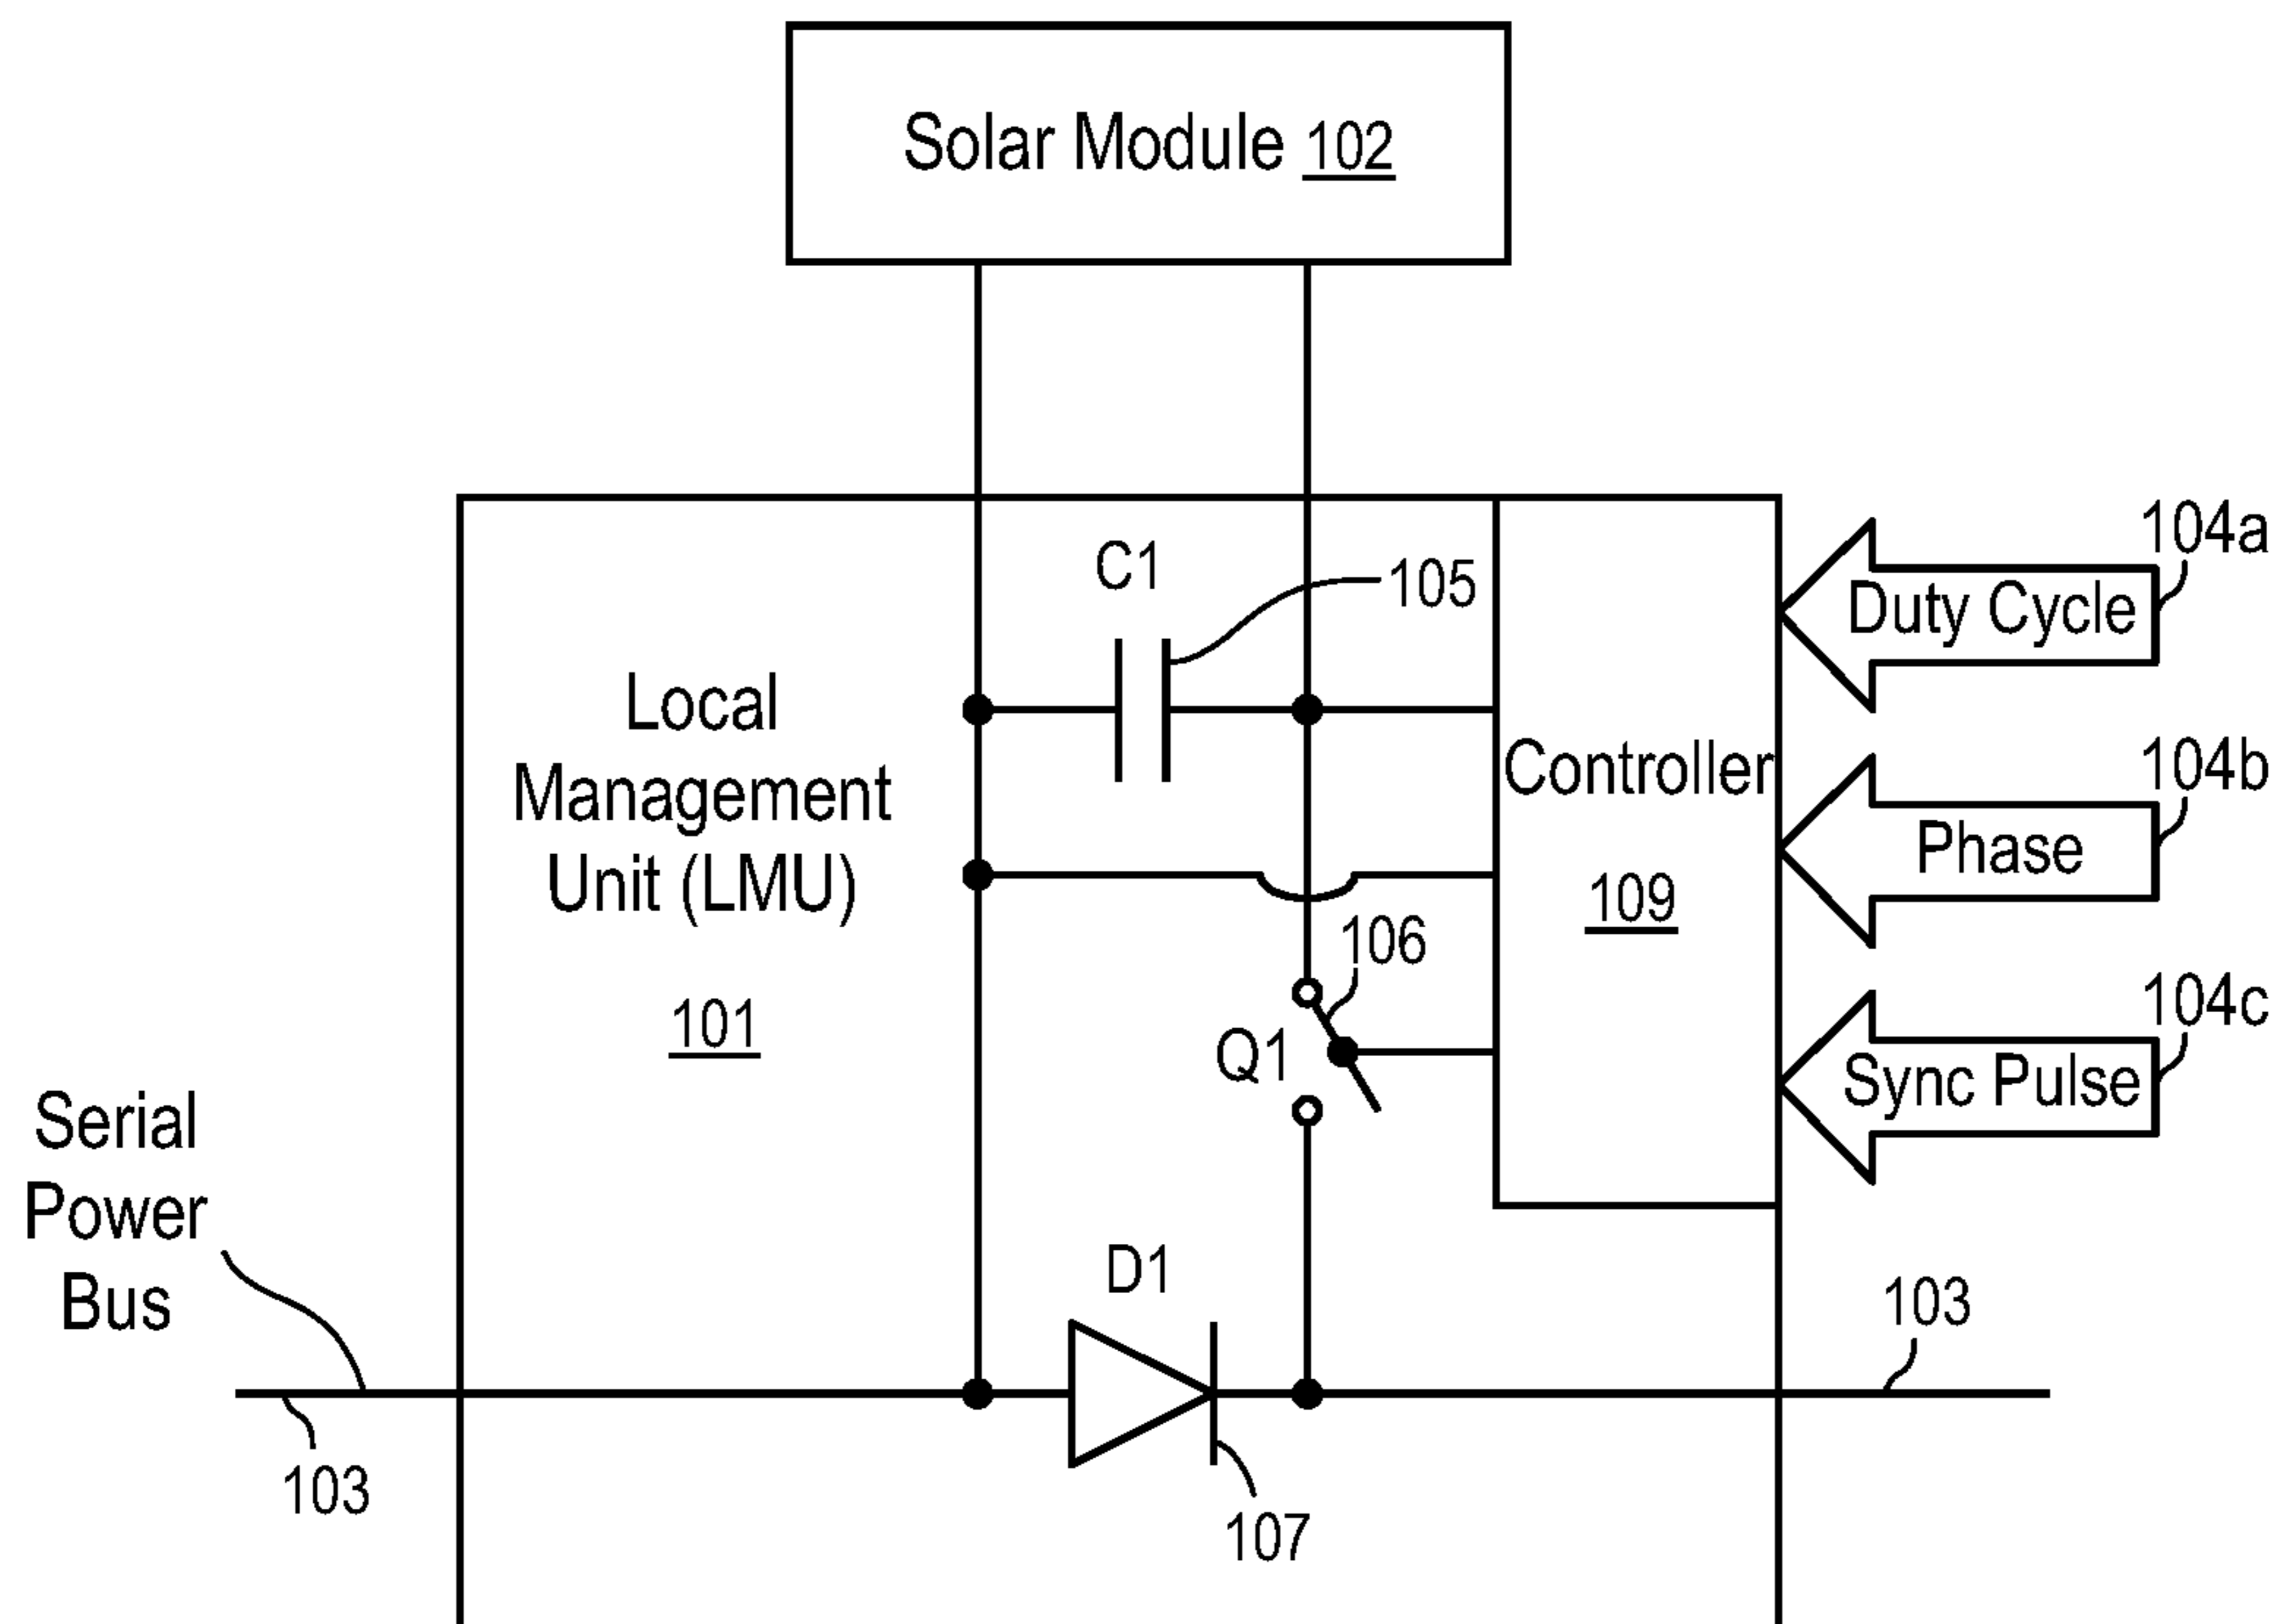 Solar Module 102
C1
105
104a
Duty Cycle
Local
Management
Unit (LMU)
101
Controller
109
104b
Phase
106
Q1
104c
Sync Pulse
Serial
Power
Bus
D1
103
103
107